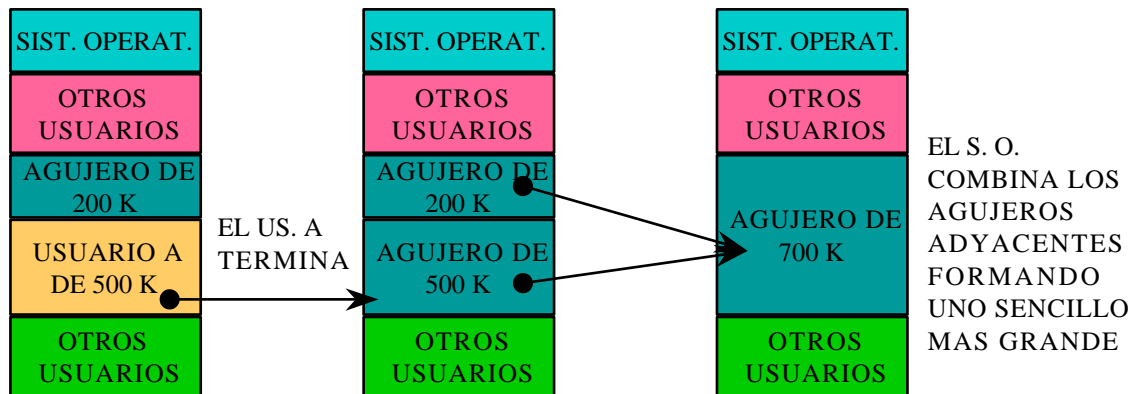 SIST. OPERAT.
OTROS
USUARIOS
AGUJERO DE
200 K
USUARIO A
DE 500 K
OTROS
USUARIOS
EL US. A
TERMINA
SIST. OPERAT.
OTROS
USUARIOS
AGUJERO DE
200 K
AGUJERO DE
500 K
OTROS
USUARIOS
SIST. OPERAT.
OTROS
USUARIOS
AGUJERO DE
700 K
OTROS
USUARIOS
EL S. O.
COMBINA LOS
AGUJEROS
ADYACENTES
FORMANDO
UNO SENCILLO
MAS GRANDE